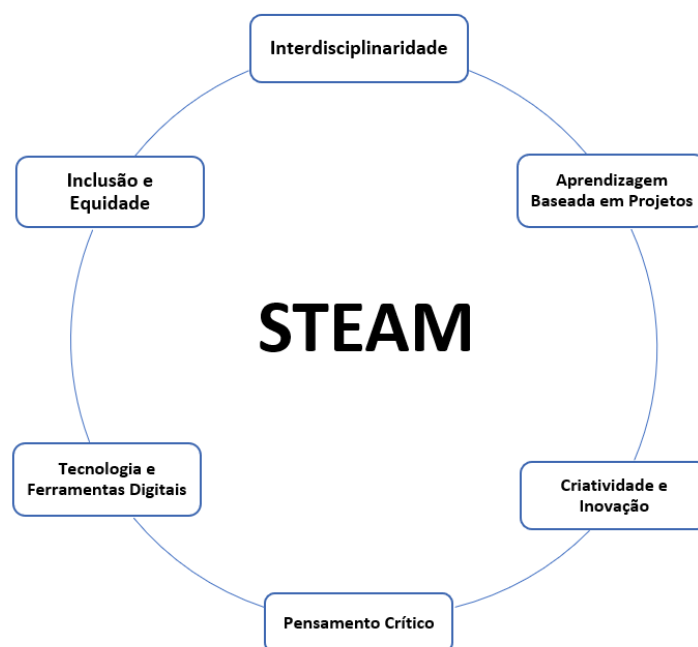 Interdisciplinaridade
Inclusão e
Equidade
Aprendizagem
Baseada em Projetos
STEAM
Tecnologia e
Ferramentas Digitais
Criatividade e
Inovação
Pensamento Crítico